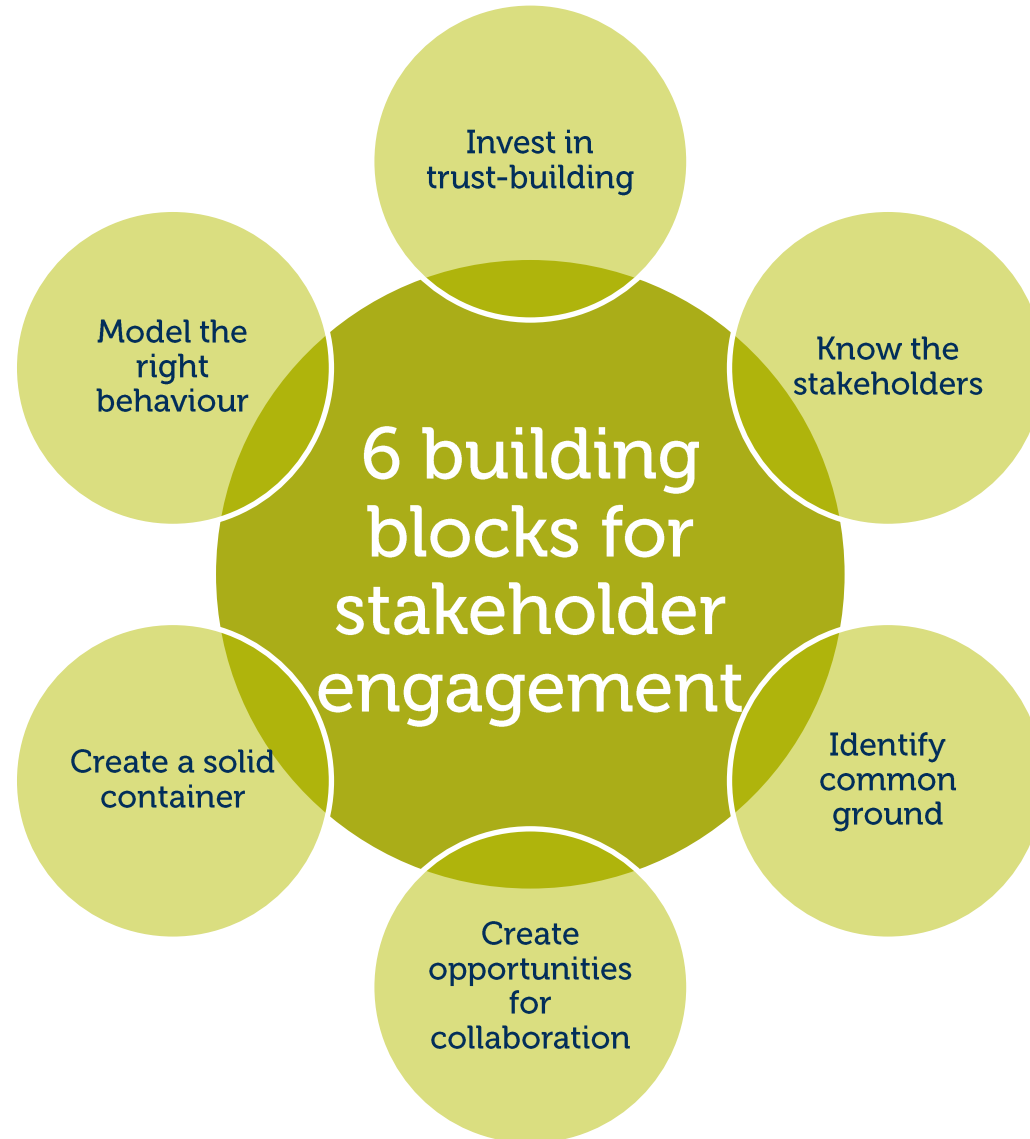 Invest in
trust-building
Know the
stakeholders
Identify
common
ground
Create
opportunities
for
collaboration
Create a solid
container
Model the
right
behaviour
6 building
blocks for
stakeholder
engagement